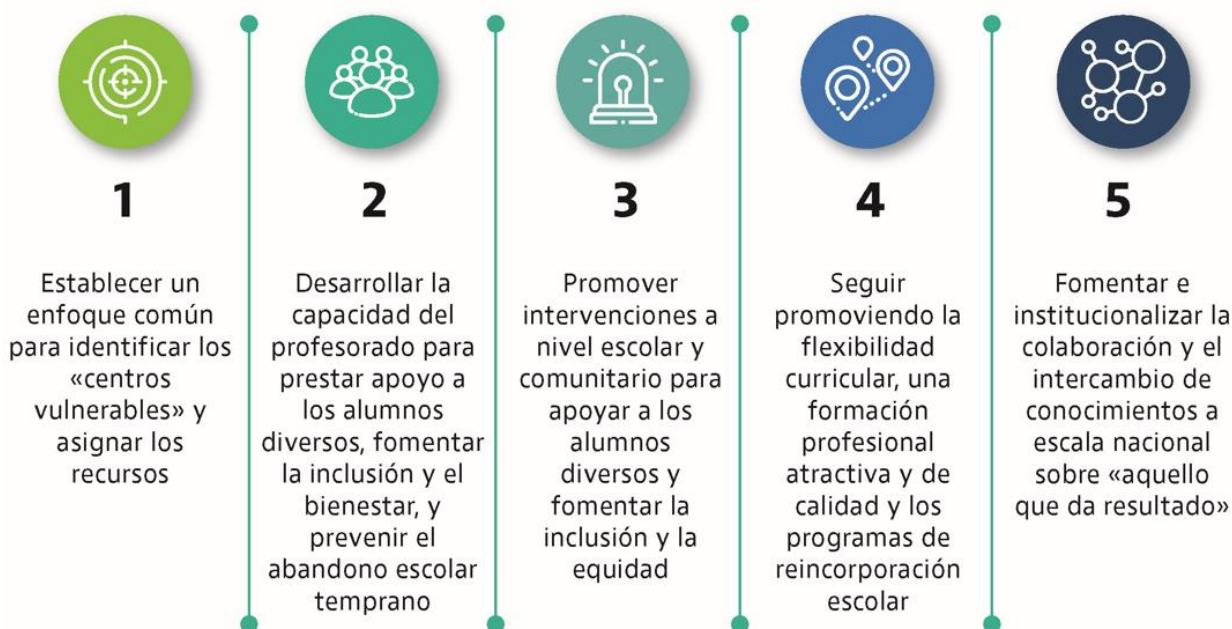 1
Establecer un
enfoque común
para identificar los
«centros
vulnerables» y
asignar los
recursos
2
Desarrollar la
capacidad del
profesorado para
prestar apoyo a
los alumnos
diversos, fomentar
la inclusión y el
bienestar, y
prevenir el
abandono escolar
temprano
3
Promover
intervenciones a
nivel escolar y
comunitario para
apoyar a los
alumnos
diversos y
fomentar la
inclusión y la
equidad
4
Seguir
promoviendo la
flexibilidad
curricular, una
formación
profesional
atractiva y de
calidad y los
programas de
reincorporación
escolar
5
Fomentar e
institucionalizar la
colaboración y el
intercambio de
conocimientos a
escala nacional
sobre «aquello
que da resultado»